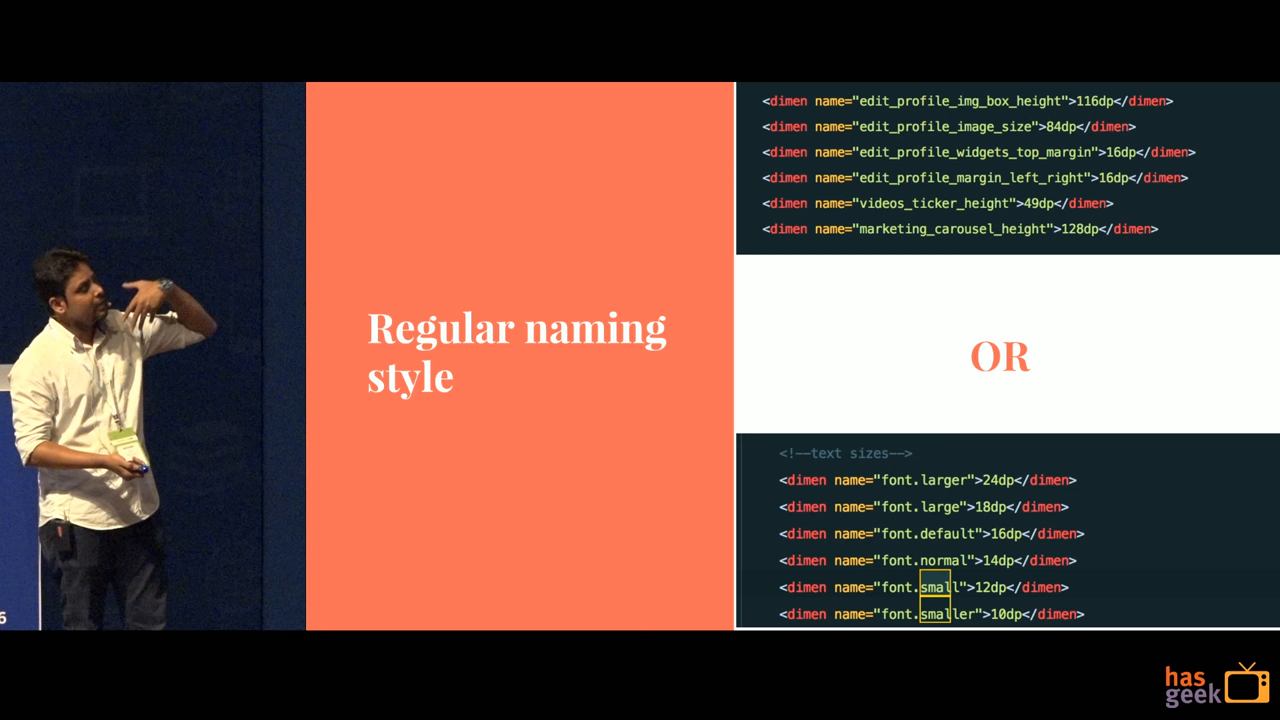 Regular naming
style
<dimen name="edit_profile_img_box_height">116dp</dimen>
<dimen name="edit_profile_image_size">84dp</dimen>
<dimen name="edit_profile_widgets_top_margin">16dp</dimen>
<dimen name="edit_profile_margin_left_right">16dp</dimen>
<dimen name="videos_ticker_height">49dp</dimen>
<dimen name="marketing_carousel_height">128dp</dimen>
OR
<!--text sizes-->
<dimen name="font.larger">24dp</dimen>
<dimen name="font.large">18dp</dimen>
<dimen name="font.default">16dp</dimen>
<dimen name="font.normal">14dp</dimen>
<dimen name="font.small">12dp</dimen>
<dimen name="font.smaller">10dp</dimen>
6
has
geek